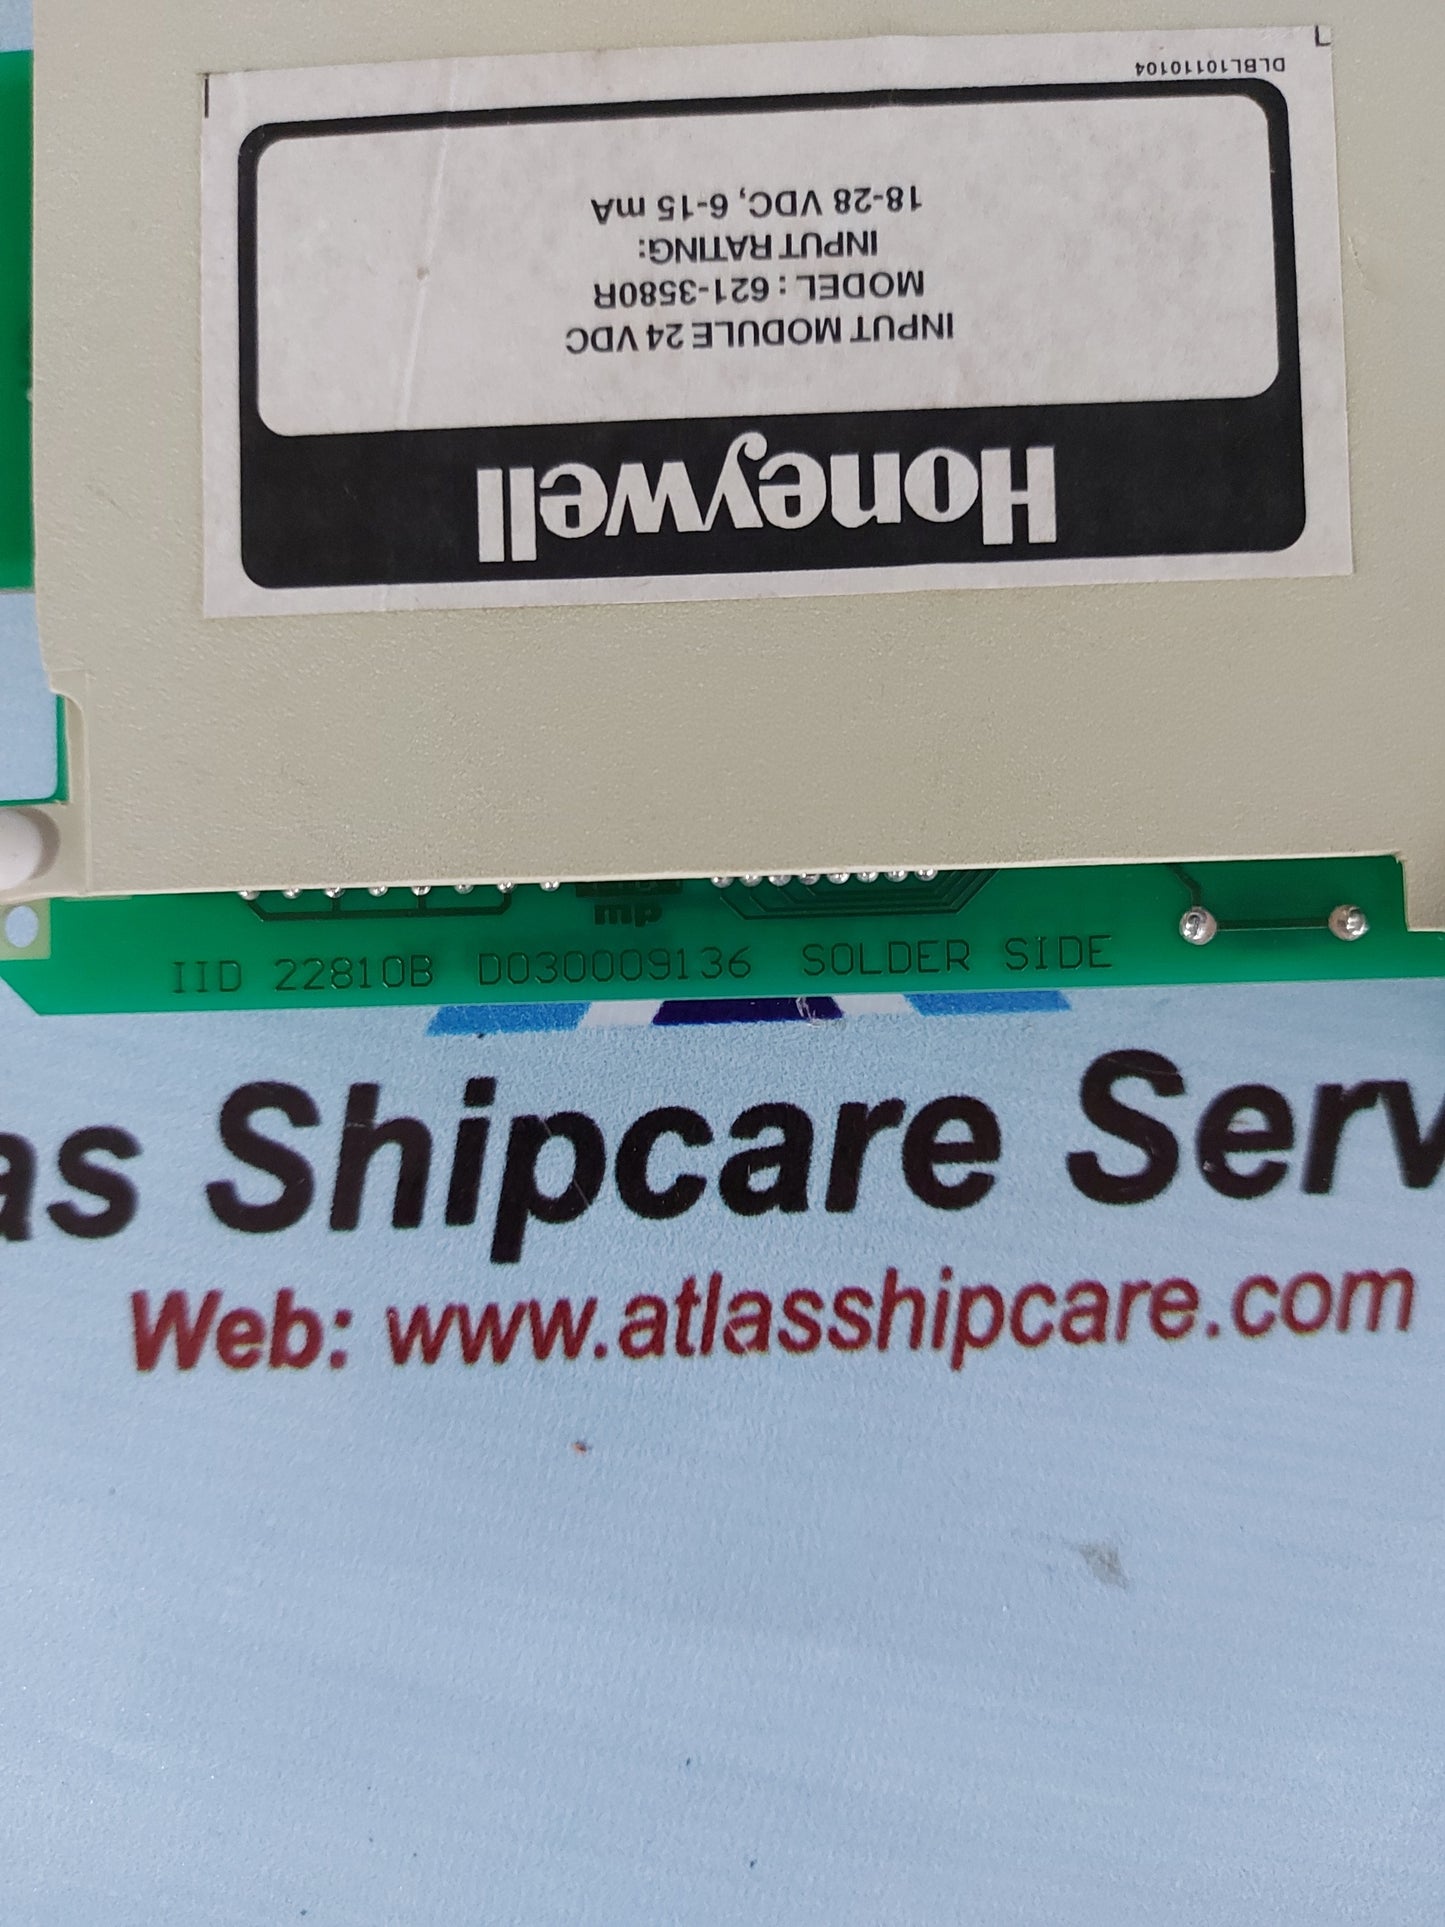 Honeywell
INPUT MODULE 24 VDC
MODEL : 621-3580R
INPUT RATING:
18-28 VDC, 6-15 mA
DLBL10110104
mp
IID 22810B D030009136 SOLDER SIDE
as Shipcare Serv
Web: www.atlasshipcare.com